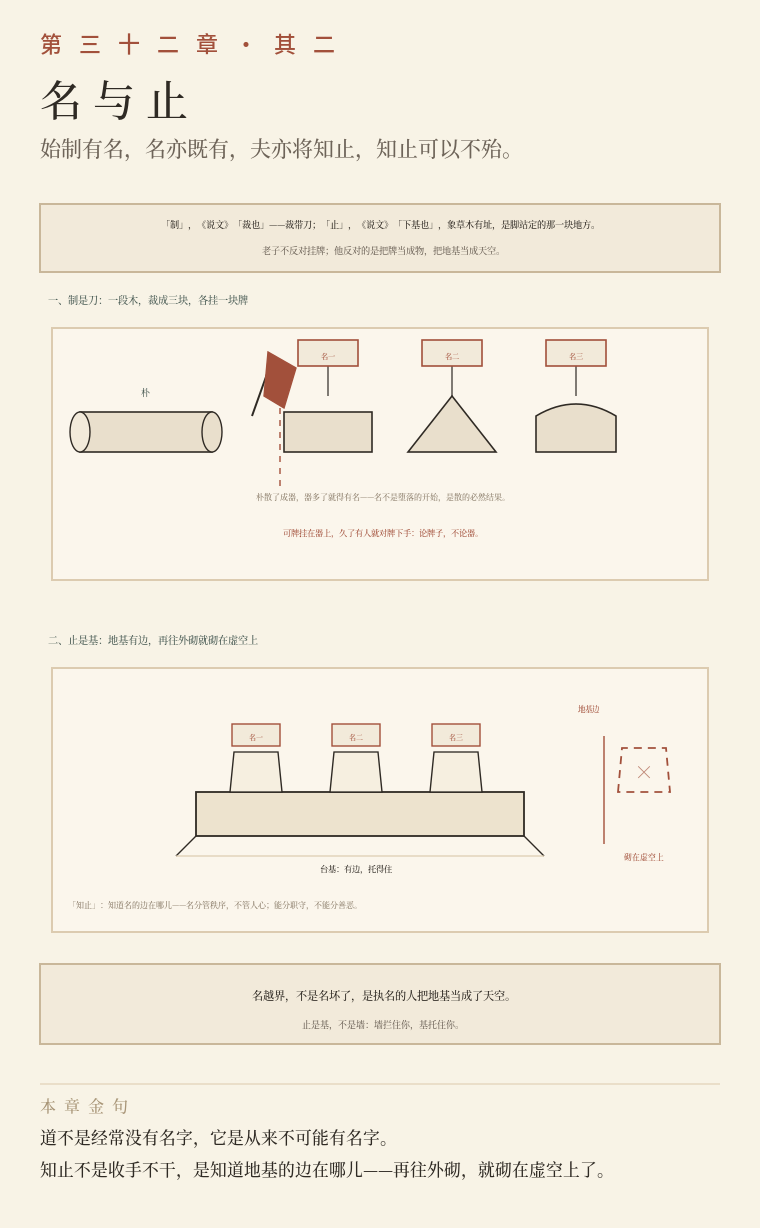 第三十二章·其二
名与止
始制有名，名亦既有，夫亦将知止，知止可以不殆。
「制」，《说文》「裁也」——裁带刀；「止」，《说文》「下基也」，象草木有址，是脚站定的那一块地方。
老子不反对挂牌；他反对的是把牌当成物，把地基当成天空。
一、制是刀：一段木，裁成三块，各挂一块牌
名一
名二
名三
朴
朴散了成器，器多了就得有名——名不是堕落的开始，是散的必然结果。
可牌挂在器上，久了有人就对牌下手：论牌子，不论器。
二、止是基：地基有边，再往外砌就砌在虚空上
地基边
名一
名二
名三
砌在虚空上
台基：有边，托得住
「知止」：知道名的边在哪儿——名分管秩序，不管人心；能分职守，不能分善恶。
名越界，不是名坏了，是执名的人把地基当成了天空。
止是基，不是墙：墙拦住你，基托住你。
本章金句
道不是经常没有名字，它是从来不可能有名字。
知止不是收手不干，是知道地基的边在哪儿——再往外砌，就砌在虚空上了。